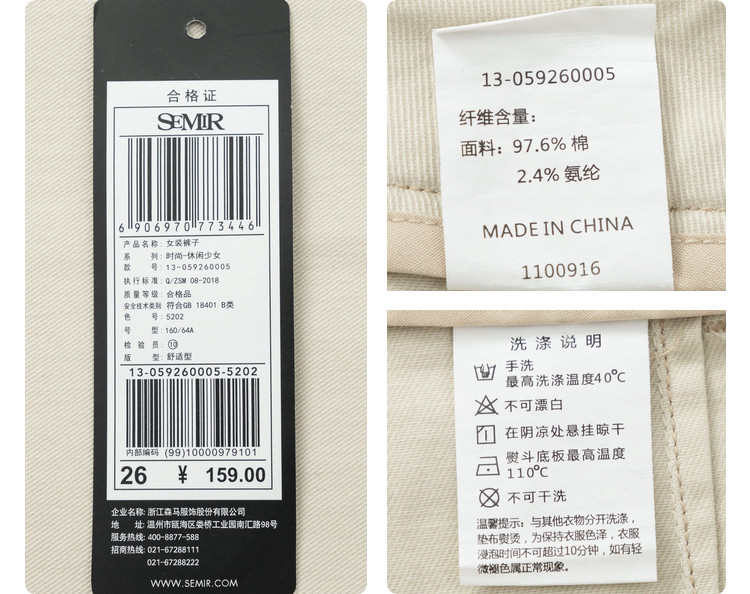 合格证
SEMIR
6 906970 773446
产品名称: 女装裤子
系 列: 时尚-休闲少女
款 号: 13-059260005
执行标准: Q/ZSM 08-2018
质量等级: 合格品
安全技术类别: 符合GB 18401 B类
色 号: 5202
号 型: 160/64A
检 验 员: ⑩
版 型: 舒适型
13-059260005-5202
内部编码 (99)10000979101
26 ¥ 159.00
企业名称: 浙江森马服饰股份有限公司
地 址: 温州市瓯海区娄桥工业园南汇路98号
服务热线: 400-8877-588
招商热线: 021-67288111
021-67288222
WWW.SEMIR.COM
13-059260005
纤维含量:
面料: 97.6% 棉
2.4% 氨纶
MADE IN CHINA
1100916
洗涤说明
手洗
最高洗涤温度40℃
不可漂白
在阴凉处悬挂晾干
熨斗底板最高温度
110℃
不可干洗
温馨提示: 与其他衣物分开洗涤,
垫布熨烫, 为保持衣服色泽, 衣服
浸泡时间不可超过10分钟, 如有轻
微褪色属正常现象。